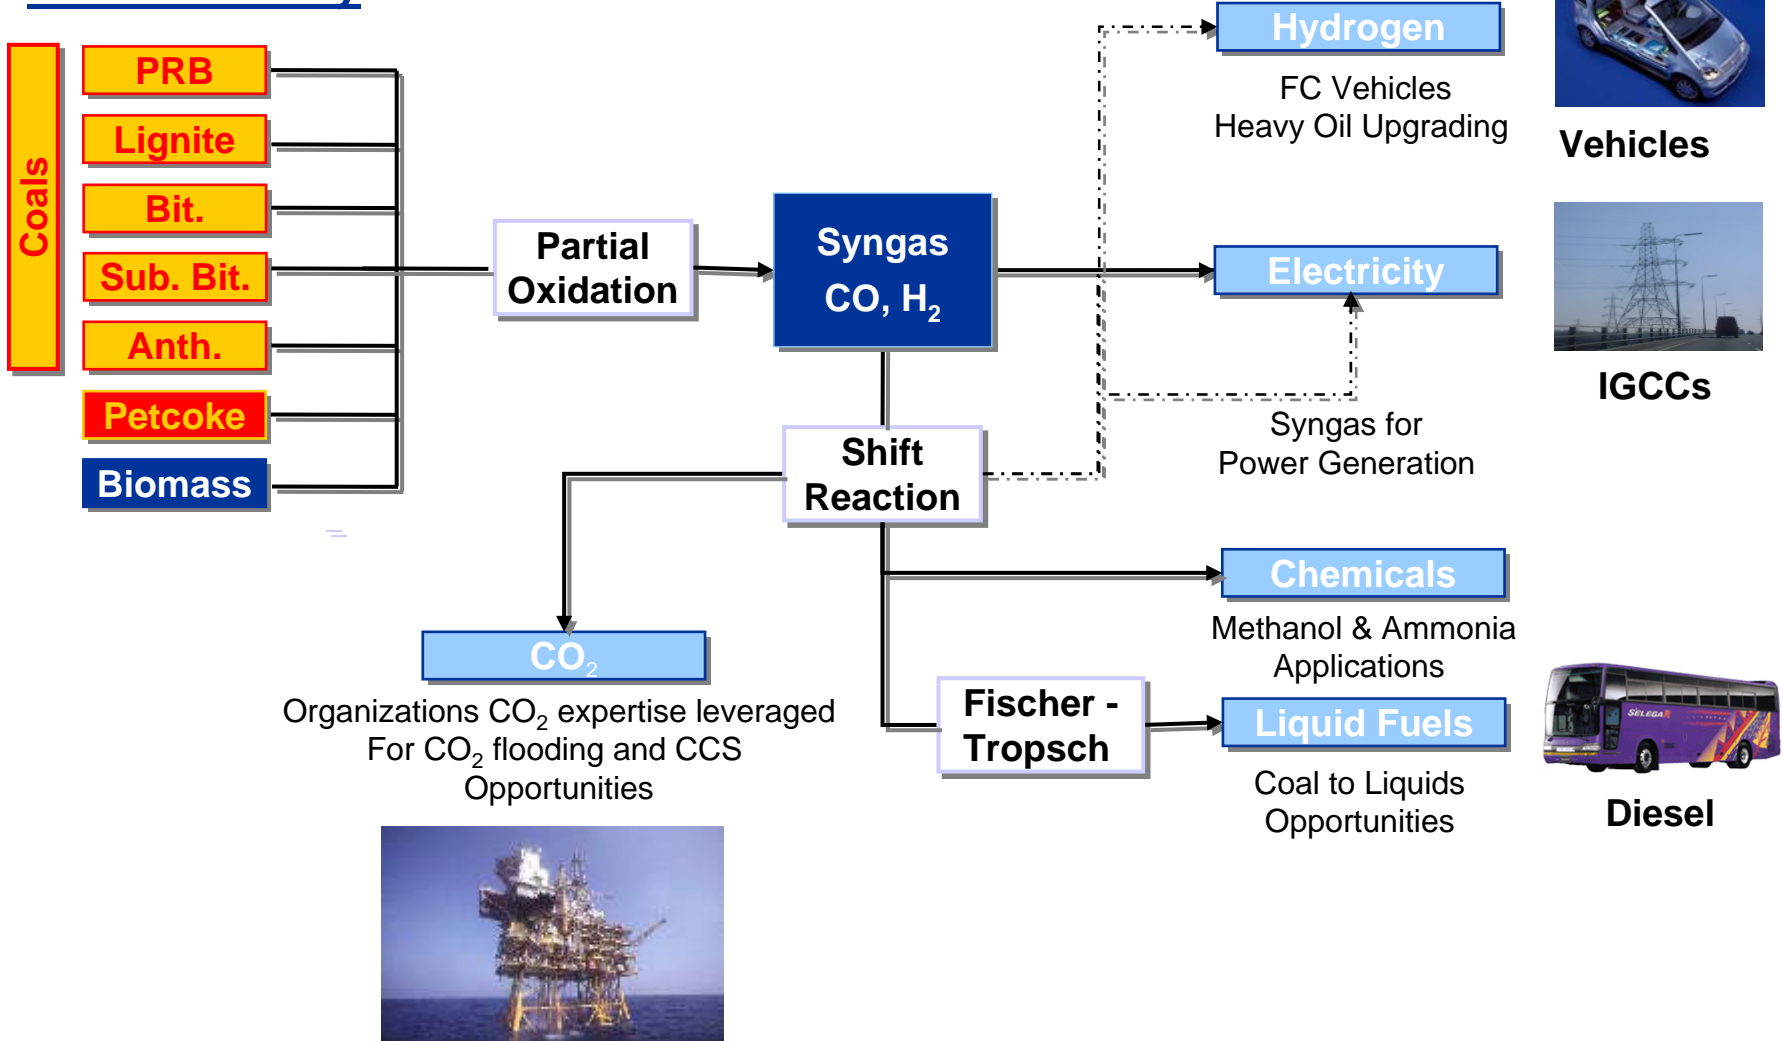 Coals
PRB
Lignite
Bit.
Sub. Bit.
Anth.
Petcoke
Biomass
Partial
Oxidation
Syngas
CO, H₂
Shift
Reaction
Hydrogen
FC Vehicles
Heavy Oil Upgrading
Vehicles
Electricity
IGCCs
Syngas for
Power Generation
Chemicals
Methanol & Ammonia
Applications
CO₂
Organizations CO₂ expertise leveraged
For CO₂ flooding and CCS
Opportunities
Fischer -
Tropsch
Liquid Fuels
Coal to Liquids
Opportunities
SELEGA R
Diesel